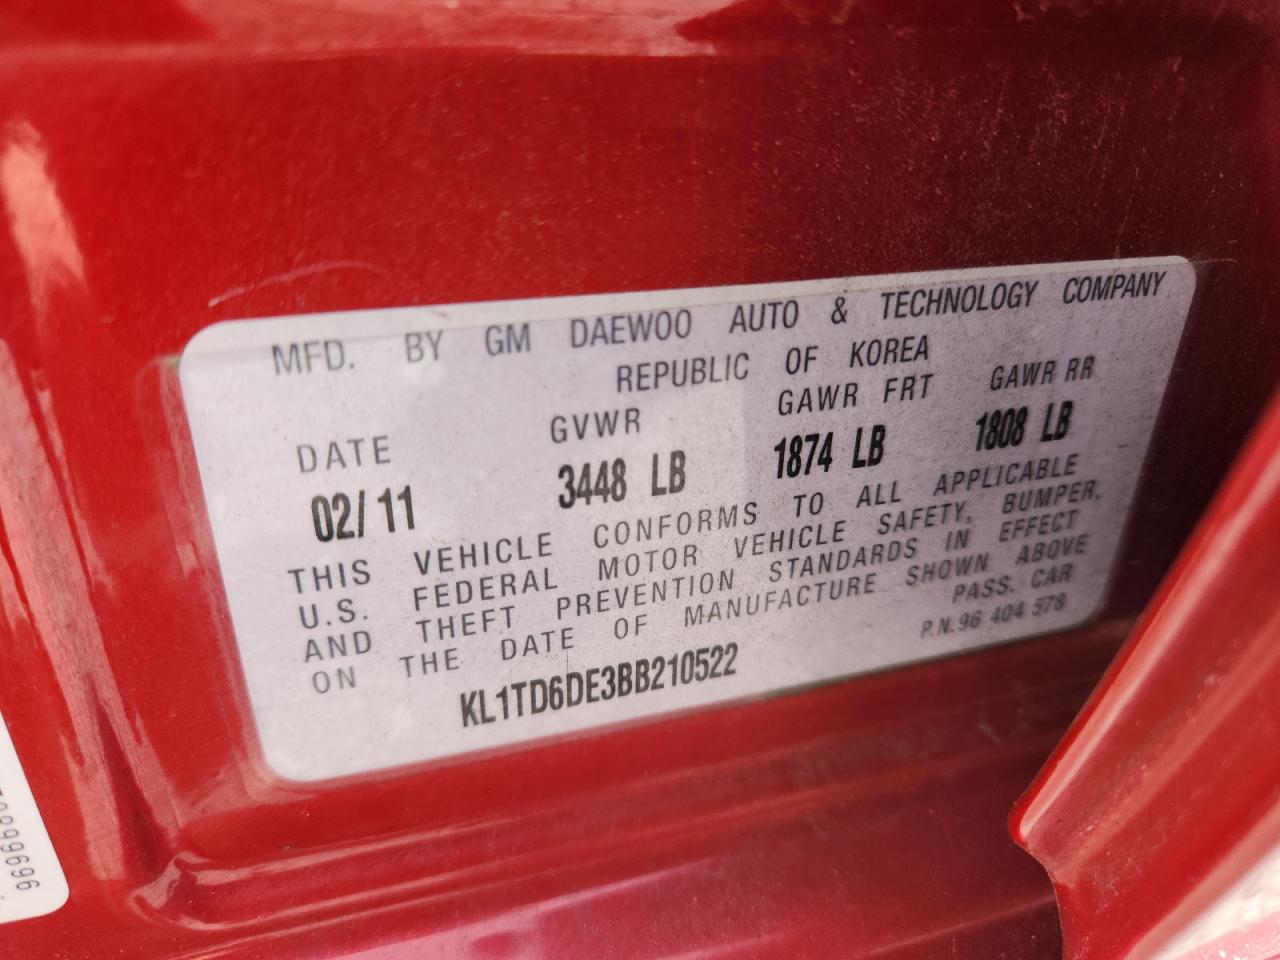 MFD. BY GM DAEWOO AUTO & TECHNOLOGY COMPANY
REPUBLIC OF KOREA
DATE GVWR GAWR FRT GAWR RR
02/11 3448 LB 1874 LB 1808 LB
THIS VEHICLE CONFORMS TO ALL APPLICABLE
U.S. FEDERAL MOTOR VEHICLE SAFETY, BUMPER,
AND THEFT PREVENTION STANDARDS IN EFFECT
ON THE DATE OF MANUFACTURE SHOWN ABOVE
PASS. CAR
P.N.96 404 578
KL1TD6DE3BB210522